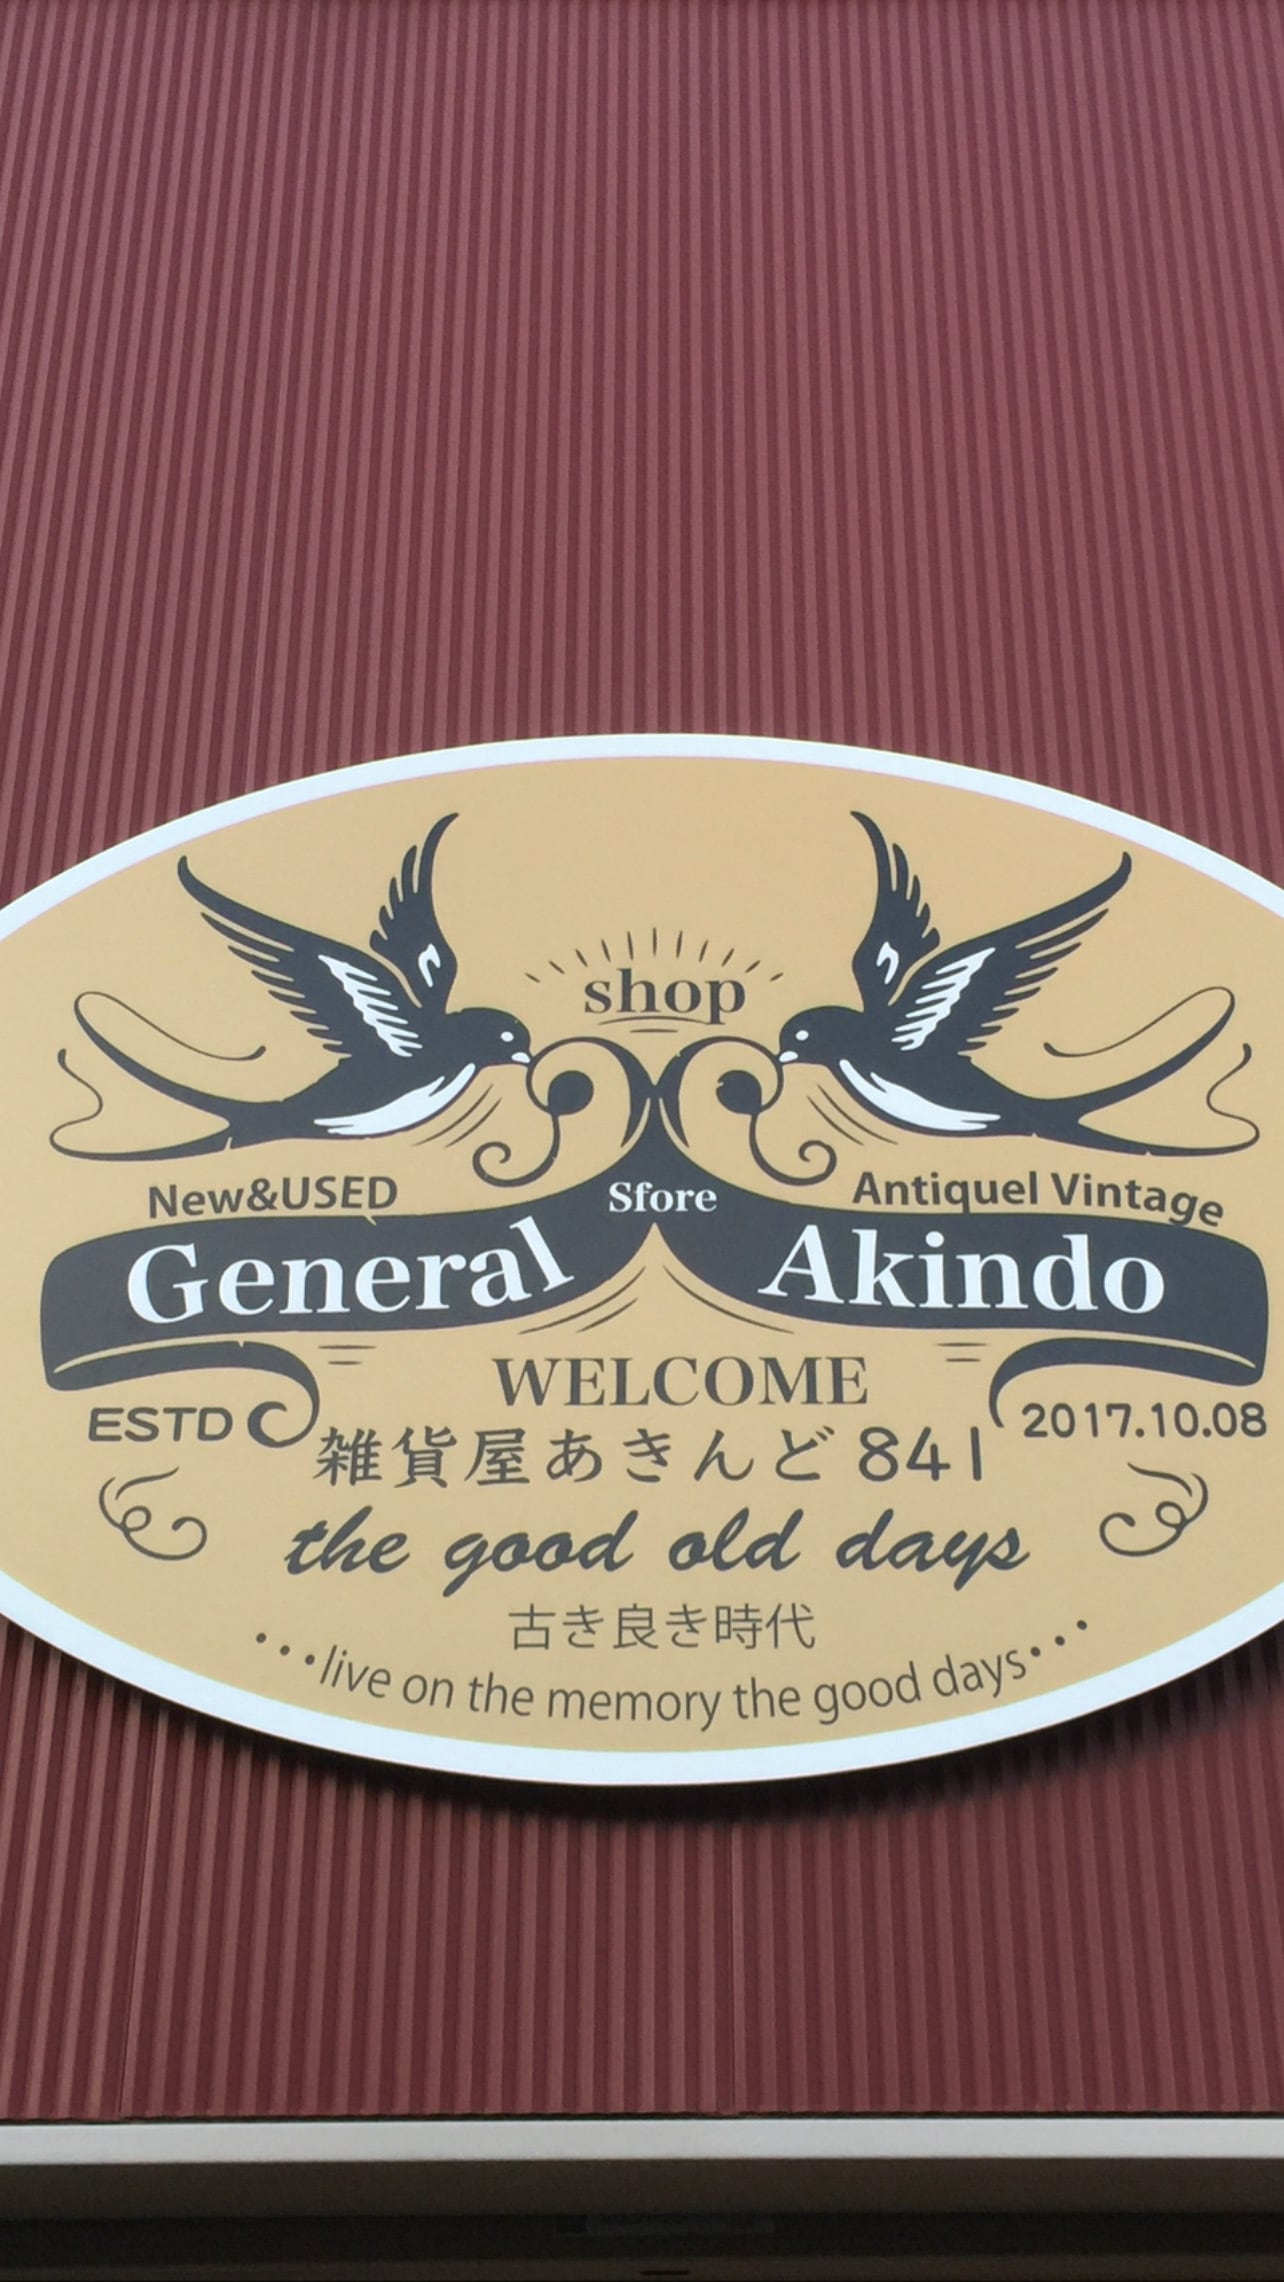 shop
New&USED
Sfore
Antiquel Vintage
General
Akindo
WELCOME
ESTD
2017.10.08
雑貨屋あきんど841
the good old days
古き良き時代
•••live on the memory the good days•••